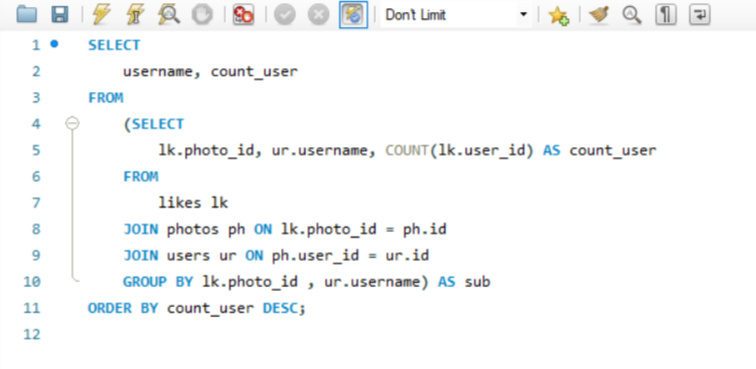 Don't Limit
1 SELECT
2 username, count_user
3 FROM
4 (SELECT
5 lk.photo_id, ur.username, COUNT(lk.user_id) AS count_user
6 FROM
7 likes lk
8 JOIN photos ph ON lk.photo_id = ph.id
9 JOIN users ur ON ph.user_id = ur.id
10 GROUP BY lk.photo_id , ur.username) AS sub
11 ORDER BY count_user DESC;
12